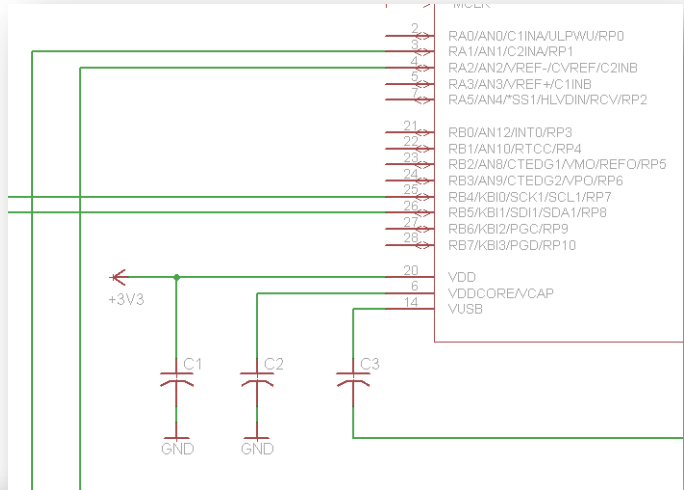 MCLR
2 RA0/AN0/C1INA/ULPWU/RP0
3 RA1/AN1/C2INA/RP1
4 RA2/AN2/VREF-/CVREF/C2INB
5 RA3/AN3/VREF+/C1INB
7 RA5/AN4/*SS1/HLVDIN/RCV/RP2
21 RB0/AN12/INT0/RP3
22 RB1/AN10/RTCC/RP4
23 RB2/AN8/CTEDG1/VMO/REFO/RP5
24 RB3/AN9/CTEDG2/VPO/RP6
25 RB4/KBI0/SCK1/SCL1/RP7
26 RB5/KBI1/SDI1/SDA1/RP8
27 RB6/KBI2/PGC/RP9
28 RB7/KBI3/PGD/RP10
20 VDD
6 VDDCORE/VCAP
14 VUSB
+3V3
C1 C2 C3
GND GND